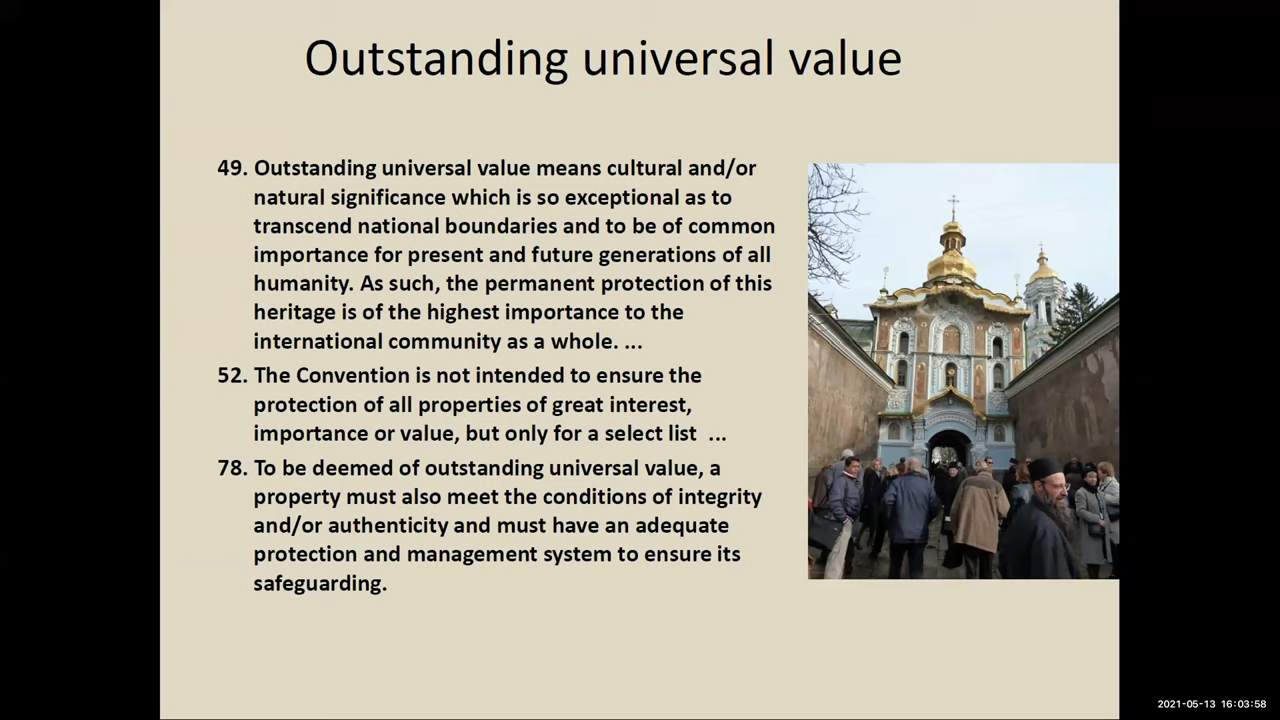 Outstanding universal value
49. Outstanding universal value means cultural and/or
natural significance which is so exceptional as to
transcend national boundaries and to be of common
importance for present and future generations of all
humanity. As such, the permanent protection of this
heritage is of the highest importance to the
international community as a whole. ...
52. The Convention is not intended to ensure the
protection of all properties of great interest,
importance or value, but only for a select list ...
78. To be deemed of outstanding universal value, a
property must also meet the conditions of integrity
and/or authenticity and must have an adequate
protection and management system to ensure its
safeguarding.
2021-05-13 16:03:58